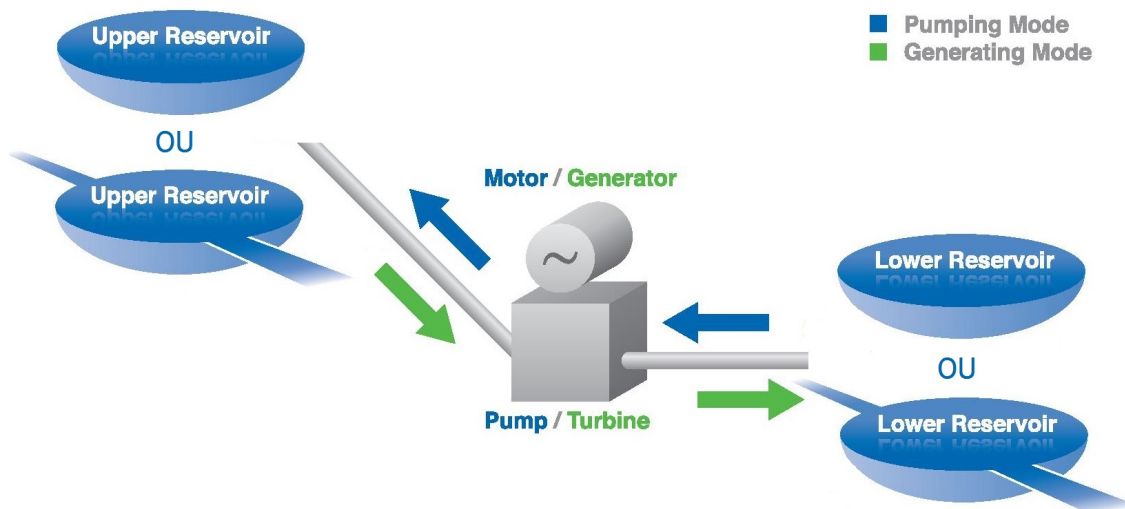 Upper Reservoir
OU
Upper Reservoir
Pumping Mode
Generating Mode
Motor / Generator
~
Pump / Turbine
Lower Reservoir
OU
Lower Reservoir